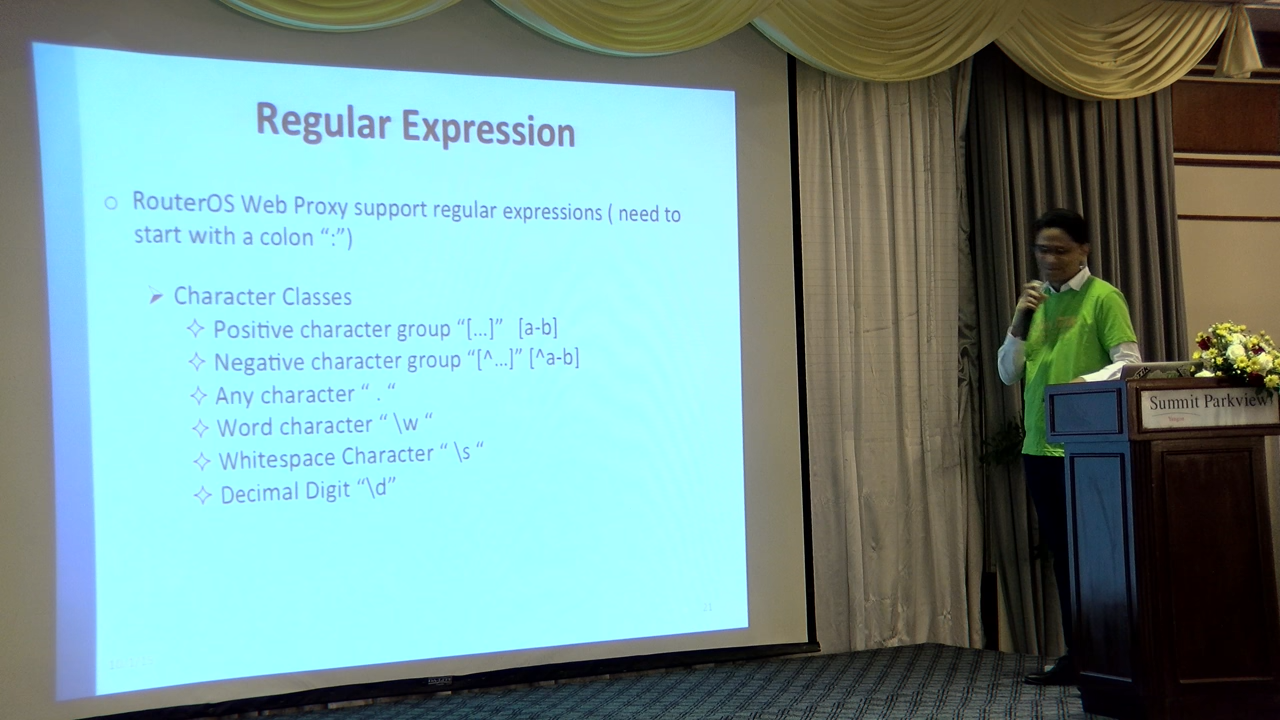 Regular Expression
RouterOS Web Proxy support regular expressions ( need to
start with a colon “:”)
Character Classes
Positive character group “[...]” [a-b]
Negative character group “[^...]” [^a-b]
Any character “ . “
Word character “ \w “
Whitespace Character “ \s “
Decimal Digit “\d”
Summit Parkview